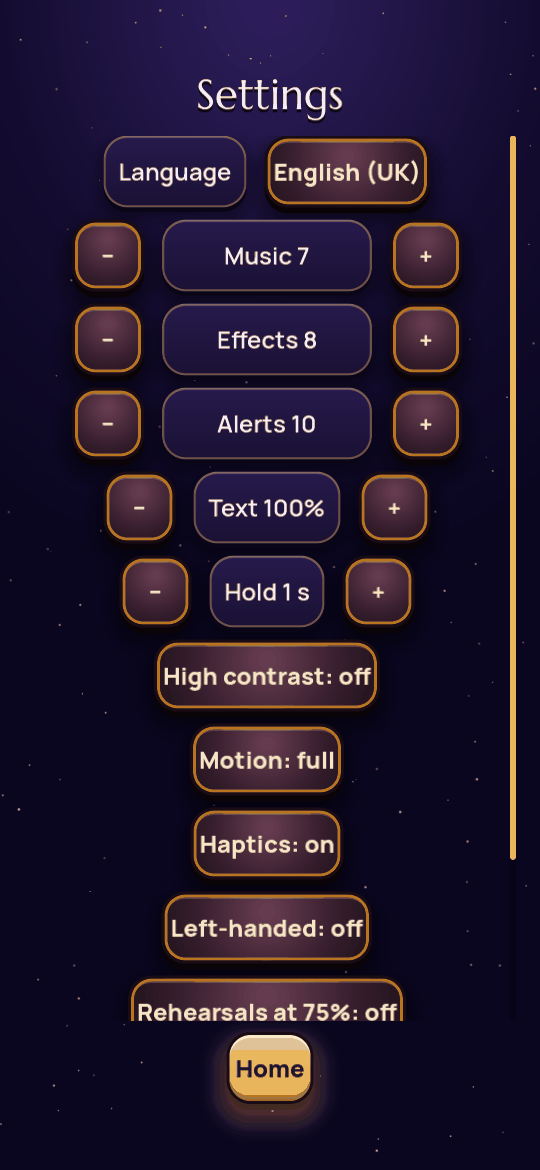 Settings
Language English (UK)
− Music 7 +
− Effects 8 +
− Alerts 10 +
− Text 100% +
− Hold 1 s +
High contrast: off
Motion: full
Haptics: on
Left-handed: off
Rehearsals at 75%: off
Home